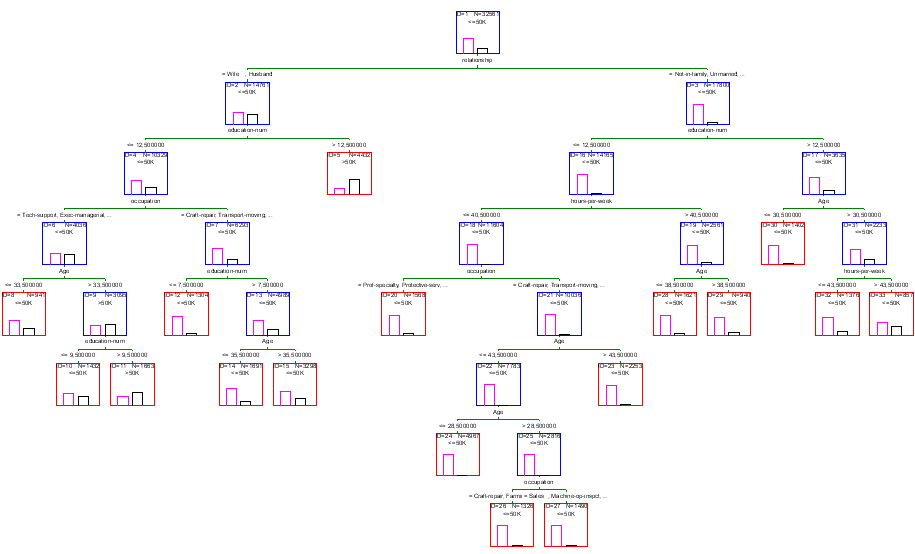 ID=1 N=32561
<=50K
relationship
= Wife , Husband
= Not-in-family, Unmarried, ...
ID=2 N=14761
<=50K
education-num
ID=3 N=17800
<=50K
education-num
<= 12,500000
> 12,500000
<= 12,500000
> 12,500000
ID=4 N=10329
<=50K
occupation
ID=5 N=4432
>50K
ID=16 N=14165
<=50K
hours-per-week
ID=17 N=3635
<=50K
Age
= Tech-support, Exec-managerial, ...
= Craft-repair, Transport-moving, ...
<= 40,500000
> 40,500000
<= 30,500000
> 30,500000
ID=6 N=4036
<=50K
Age
ID=7 N=6293
<=50K
education-num
ID=18 N=11604
<=50K
occupation
ID=19 N=2561
<=50K
Age
ID=30 N=1402
<=50K
ID=31 N=2233
<=50K
hours-per-week
<= 33,500000
> 33,500000
<= 7,500000
> 7,500000
= Prof-specialty, Protective-serv, ...
= Craft-repair, Transport-moving, ...
<= 38,500000
> 38,500000
<= 43,500000
> 43,500000
ID=8 N=941
<=50K
ID=9 N=3095
>50K
education-num
ID=12 N=1304
<=50K
ID=13 N=4989
<=50K
Age
ID=20 N=1568
<=50K
ID=21 N=10036
<=50K
Age
ID=28 N=1621
<=50K
ID=29 N=940
<=50K
ID=32 N=1376
<=50K
ID=33 N=857
<=50K
<= 9,500000
> 9,500000
<= 35,500000
> 35,500000
<= 43,500000
> 43,500000
ID=10 N=1432
<=50K
ID=11 N=1663
>50K
ID=14 N=1691
<=50K
ID=15 N=3298
<=50K
ID=22 N=7783
<=50K
Age
ID=23 N=2253
<=50K
<= 28,500000
> 28,500000
ID=24 N=4967
<=50K
ID=25 N=2816
<=50K
occupation
= Craft-repair, Farmi
= Sales , Machine-op-inspct, ...
ID=26 N=1326
<=50K
ID=27 N=1490
<=50K